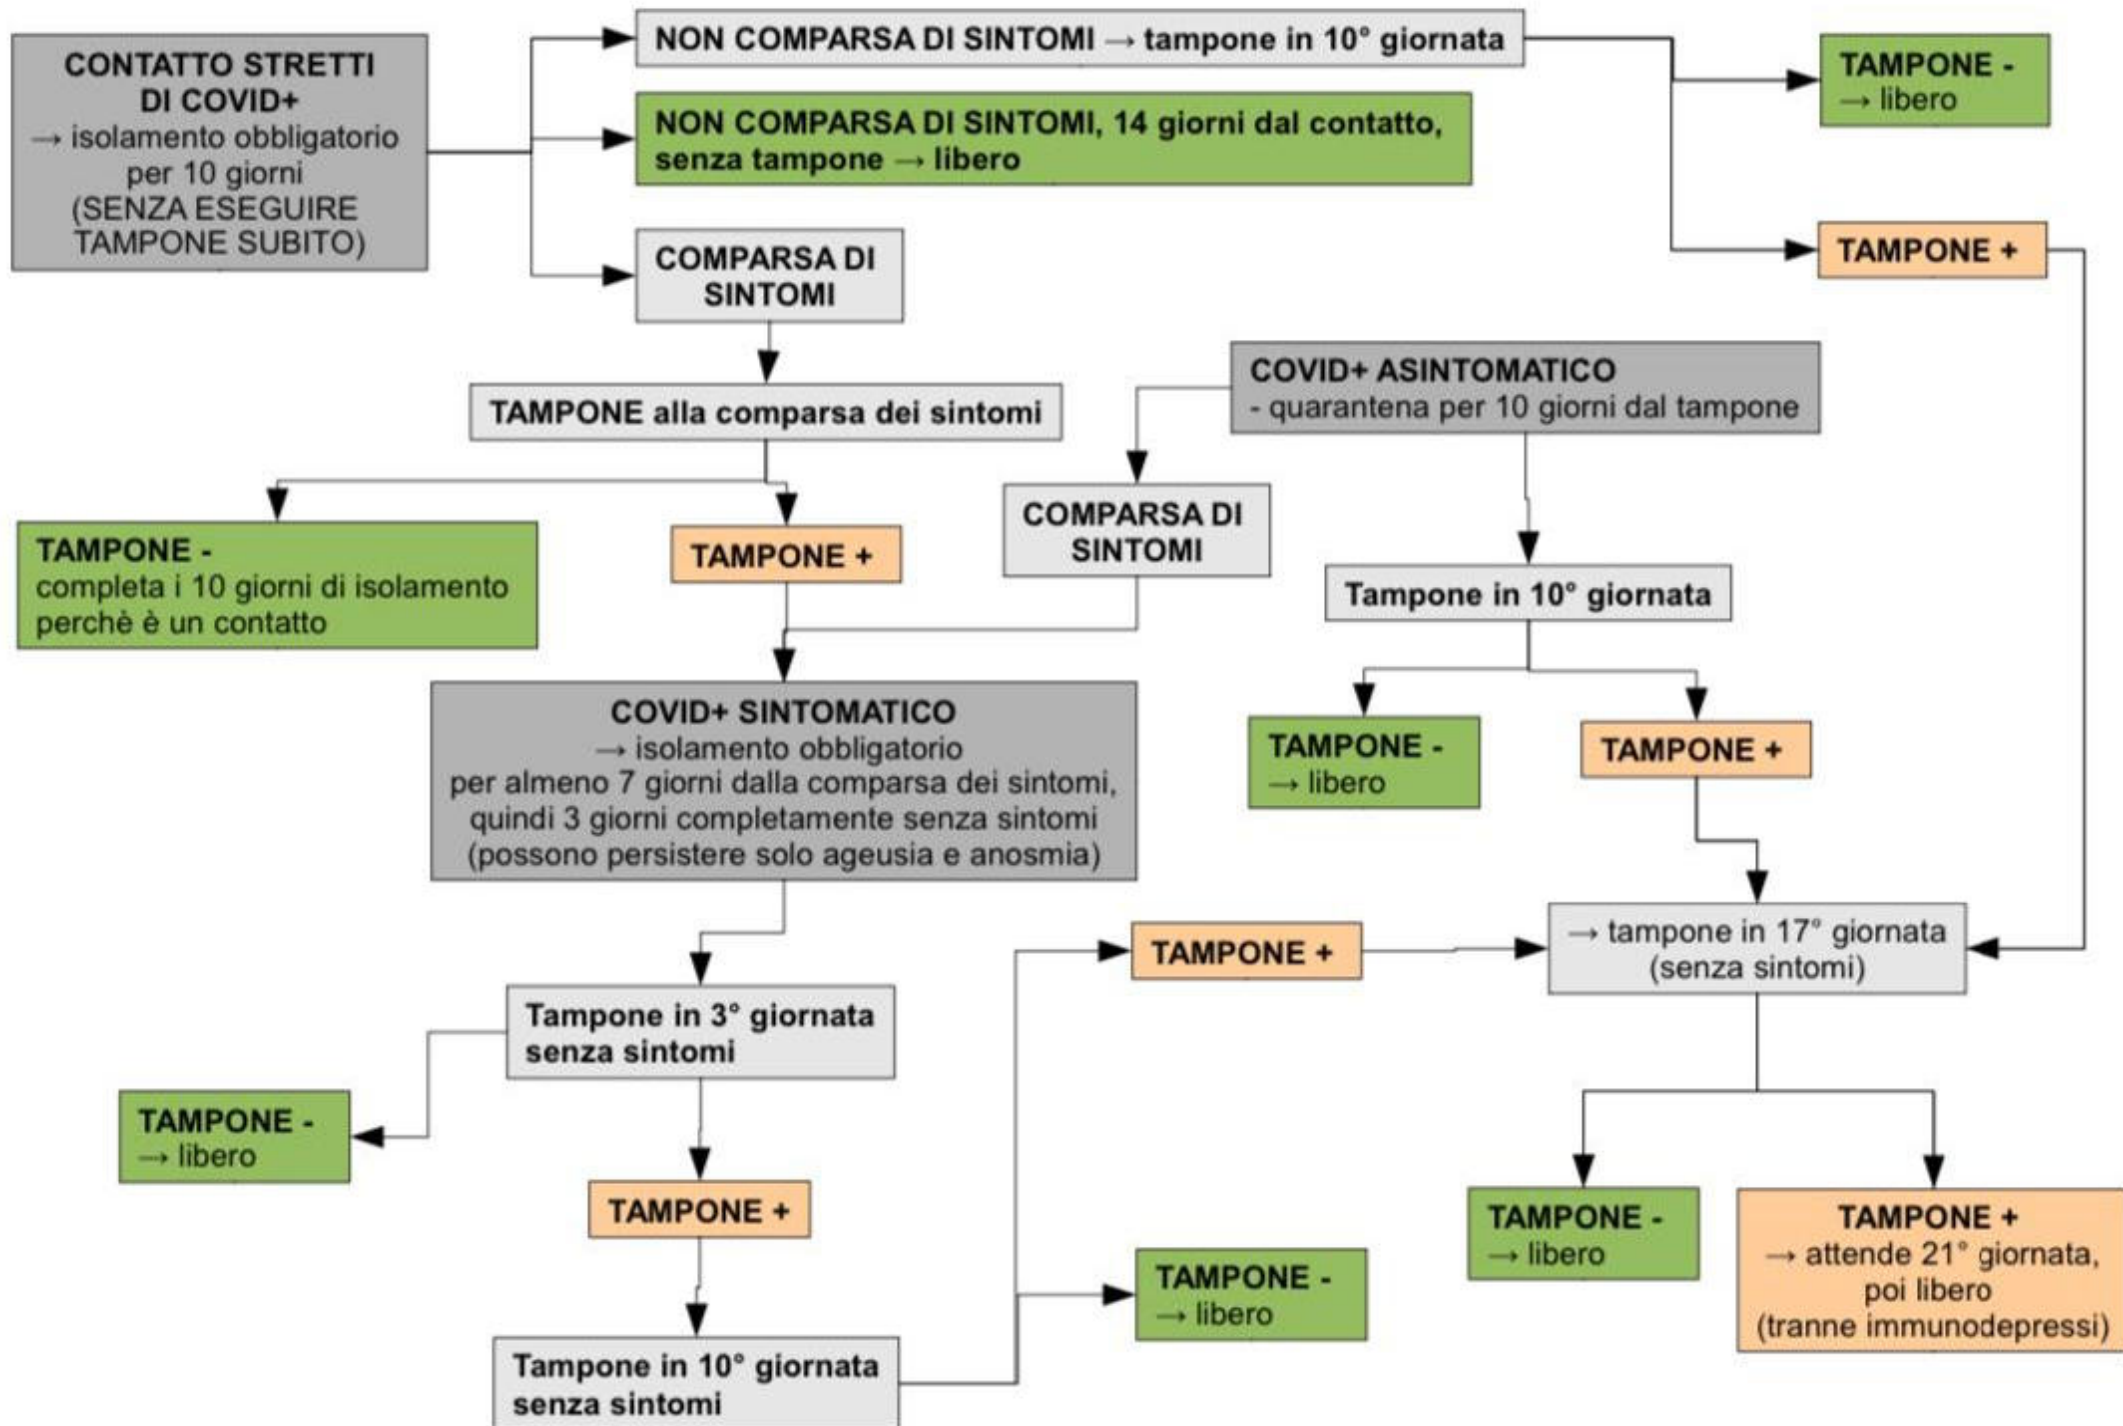 CONTATTO STRETTI
DI COVID+
→ isolamento obbligatorio
per 10 giorni
(SENZA ESEGUIRE
TAMPONE SUBITO)
NON COMPARSA DI SINTOMI → tampone in 10° giornata
TAMPONE -
→ libero
NON COMPARSA DI SINTOMI, 14 giorni dal contatto,
senza tampone → libero
TAMPONE +
COMPARSA DI
SINTOMI
TAMPONE alla comparsa dei sintomi
COVID+ ASINTOMATICO
- quarantena per 10 giorni dal tampone
TAMPONE -
completa i 10 giorni di isolamento
perchè è un contatto
TAMPONE +
COMPARSA DI
SINTOMI
Tampone in 10° giornata
COVID+ SINTOMATICO
→ isolamento obbligatorio
per almeno 7 giorni dalla comparsa dei sintomi,
quindi 3 giorni completamente senza sintomi
(possono persistere solo ageusia e anosmia)
TAMPONE -
→ libero
TAMPONE +
TAMPONE +
→ tampone in 17° giornata
(senza sintomi)
Tampone in 3° giornata
senza sintomi
TAMPONE -
→ libero
TAMPONE +
TAMPONE -
→ libero
TAMPONE +
→ attende 21° giornata,
poi libero
(tranne immunodepressi)
TAMPONE -
→ libero
Tampone in 10° giornata
senza sintomi